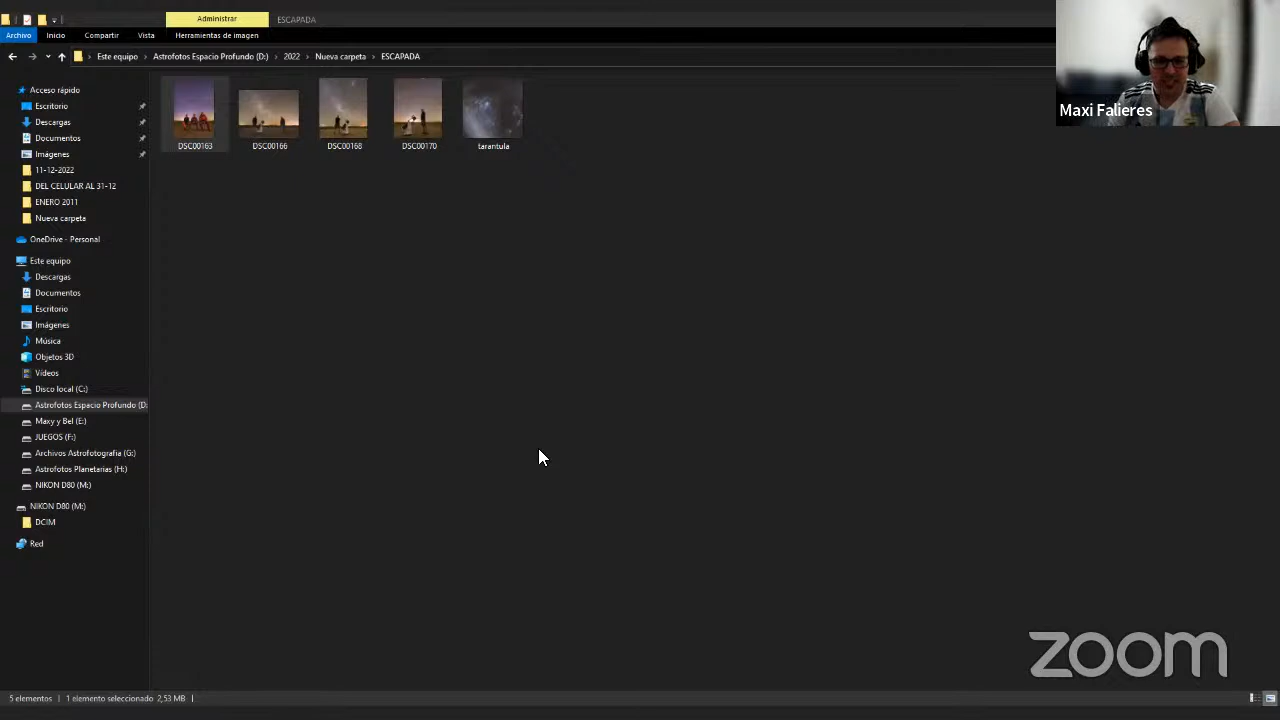 Administrar
ESCAPADA
Archivo
Inicio
Compartir
Vista
Herramientas de imagen
Este equipo
Astrofotos Espacio Profundo (D:)
2022
Nueva carpeta
ESCAPADA
Maxi Falieres
Acceso rápido
Escritorio
Descargas
Documentos
Imágenes
11-12-2022
DEL CELULAR AL 31-12
ENERO 2011
Nueva carpeta
OneDrive - Personal
Este equipo
Descargas
Documentos
Escritorio
Imágenes
Música
Objetos 3D
Vídeos
Disco local (C:)
Astrofotos Espacio Profundo (D:
Maxy y Bel (E:)
JUEGOS (F:)
Archivos Astrofotografia (G:)
Astrofotos Planetarias (H:)
NIKON D80 (M:)
NIKON D80 (M:)
DCIM
Red
DSC00163
DSC00166
DSC00168
DSC00170
tarantula
zoom
5 elementos
1 elemento seleccionado 2,53 MB